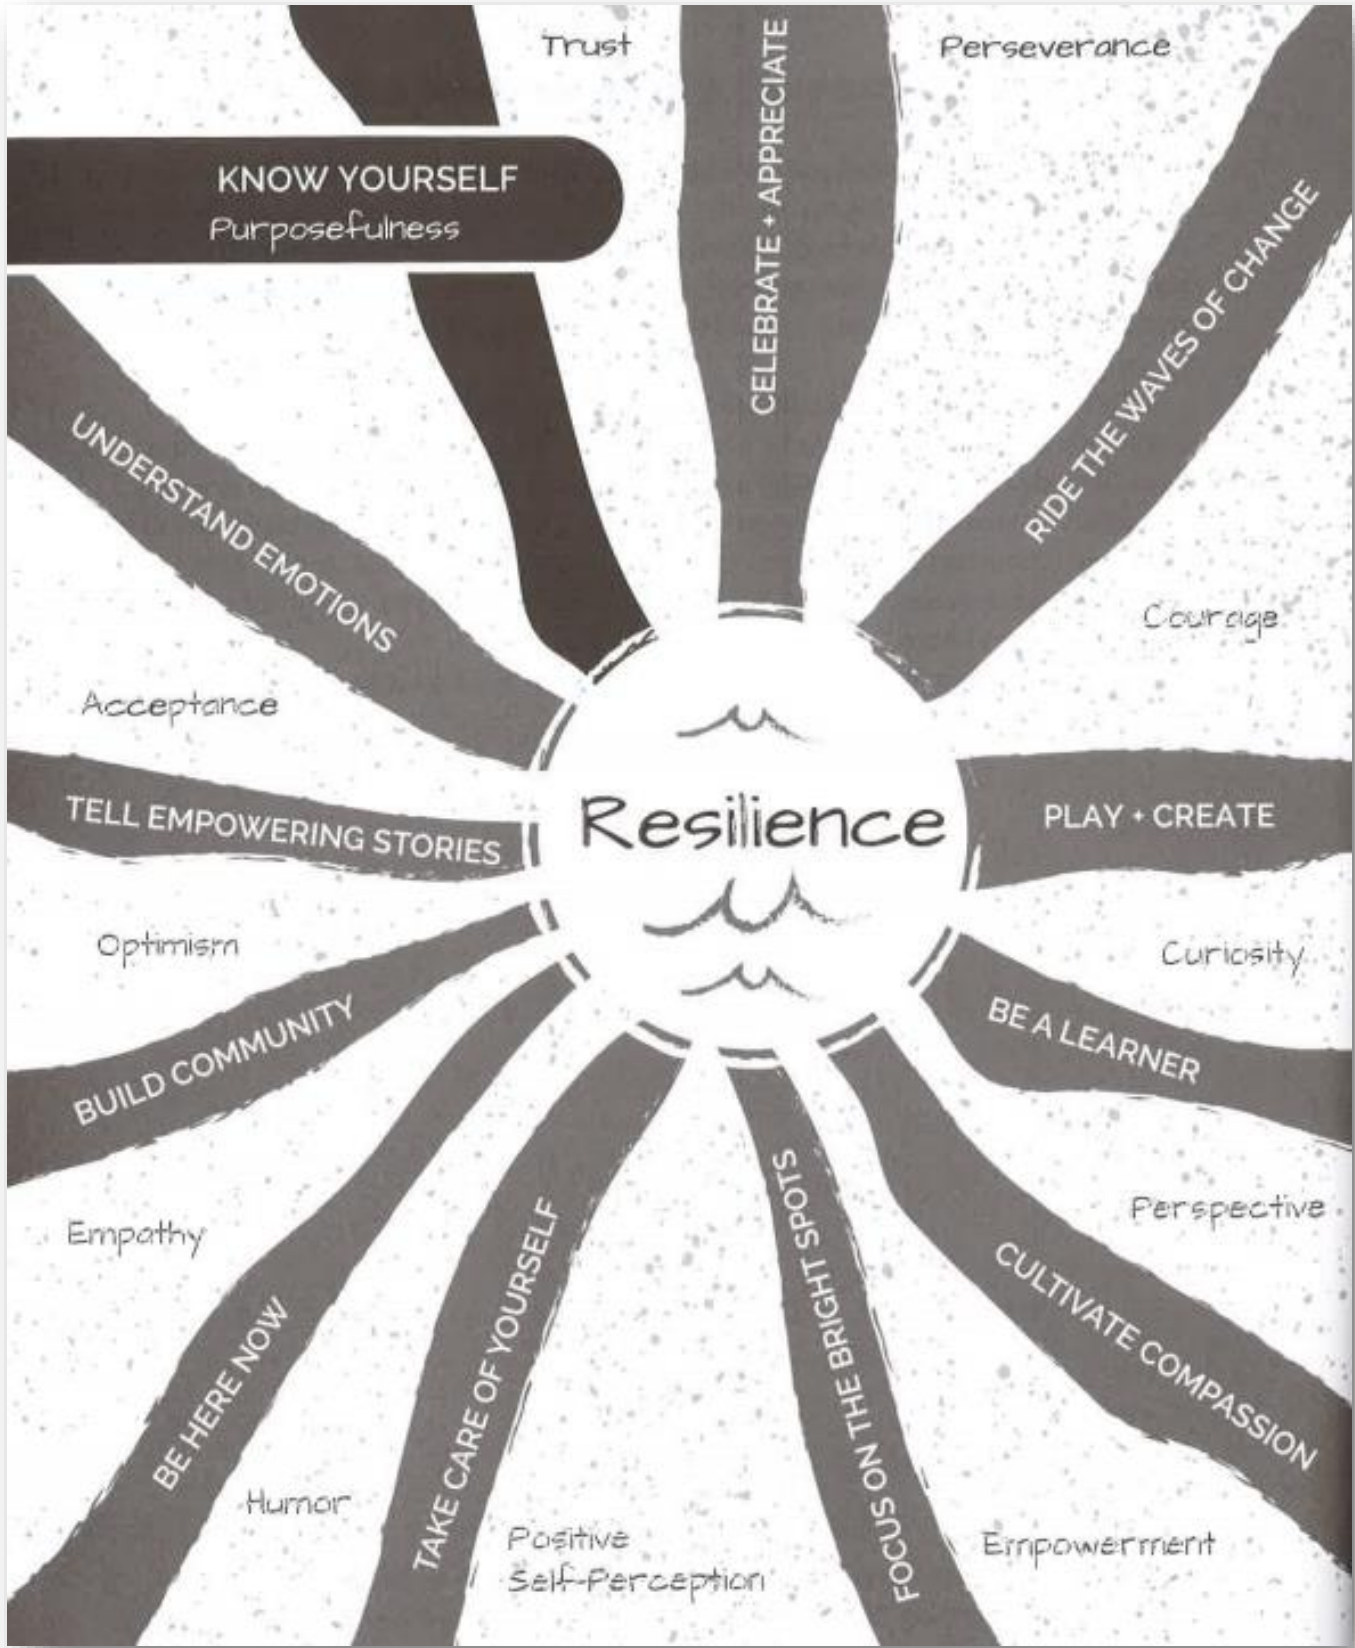 Trust
Perseverance
KNOW YOURSELF
Purposefulness
CELEBRATE + APPRECIATE
RIDE THE WAVES OF CHANGE
UNDERSTAND EMOTIONS
Courage
Acceptance
TELL EMPOWERING STORIES
Resilience
PLAY + CREATE
Optimism
Curiosity
BUILD COMMUNITY
BE A LEARNER
Empathy
Perspective
BE HERE NOW
TAKE CARE OF YOURSELF
FOCUS ON THE BRIGHT SPOTS
CULTIVATE COMPASSION
Humor
Positive
Self-Perception
Empowerment